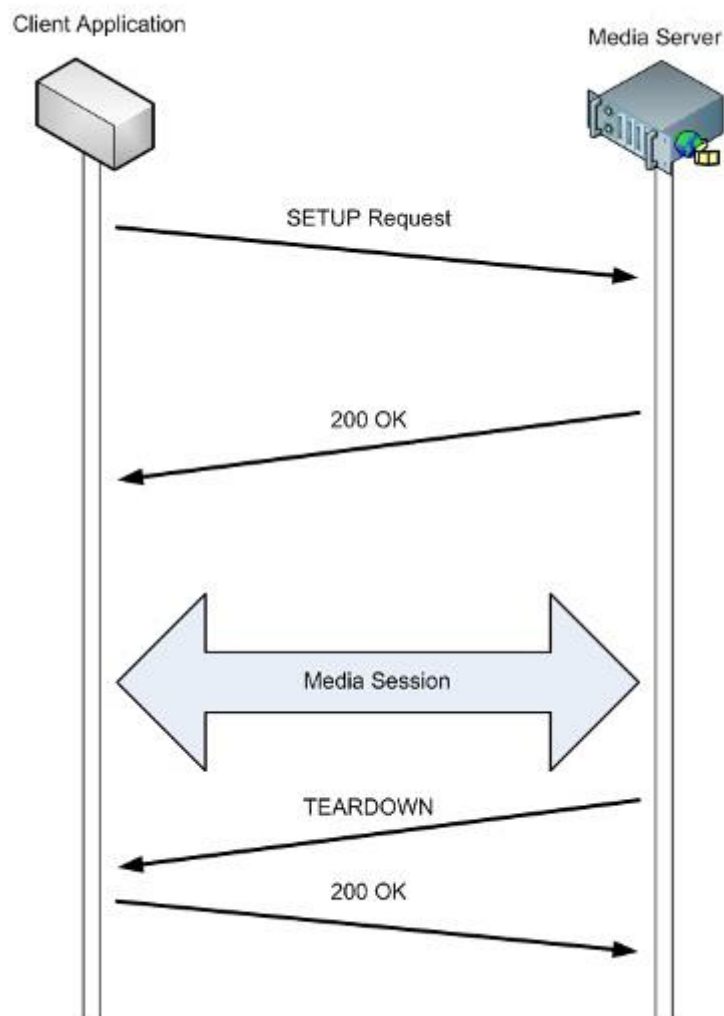 Client Application
Media Server
SETUP Request
200 OK
Media Session
TEARDOWN
200 OK